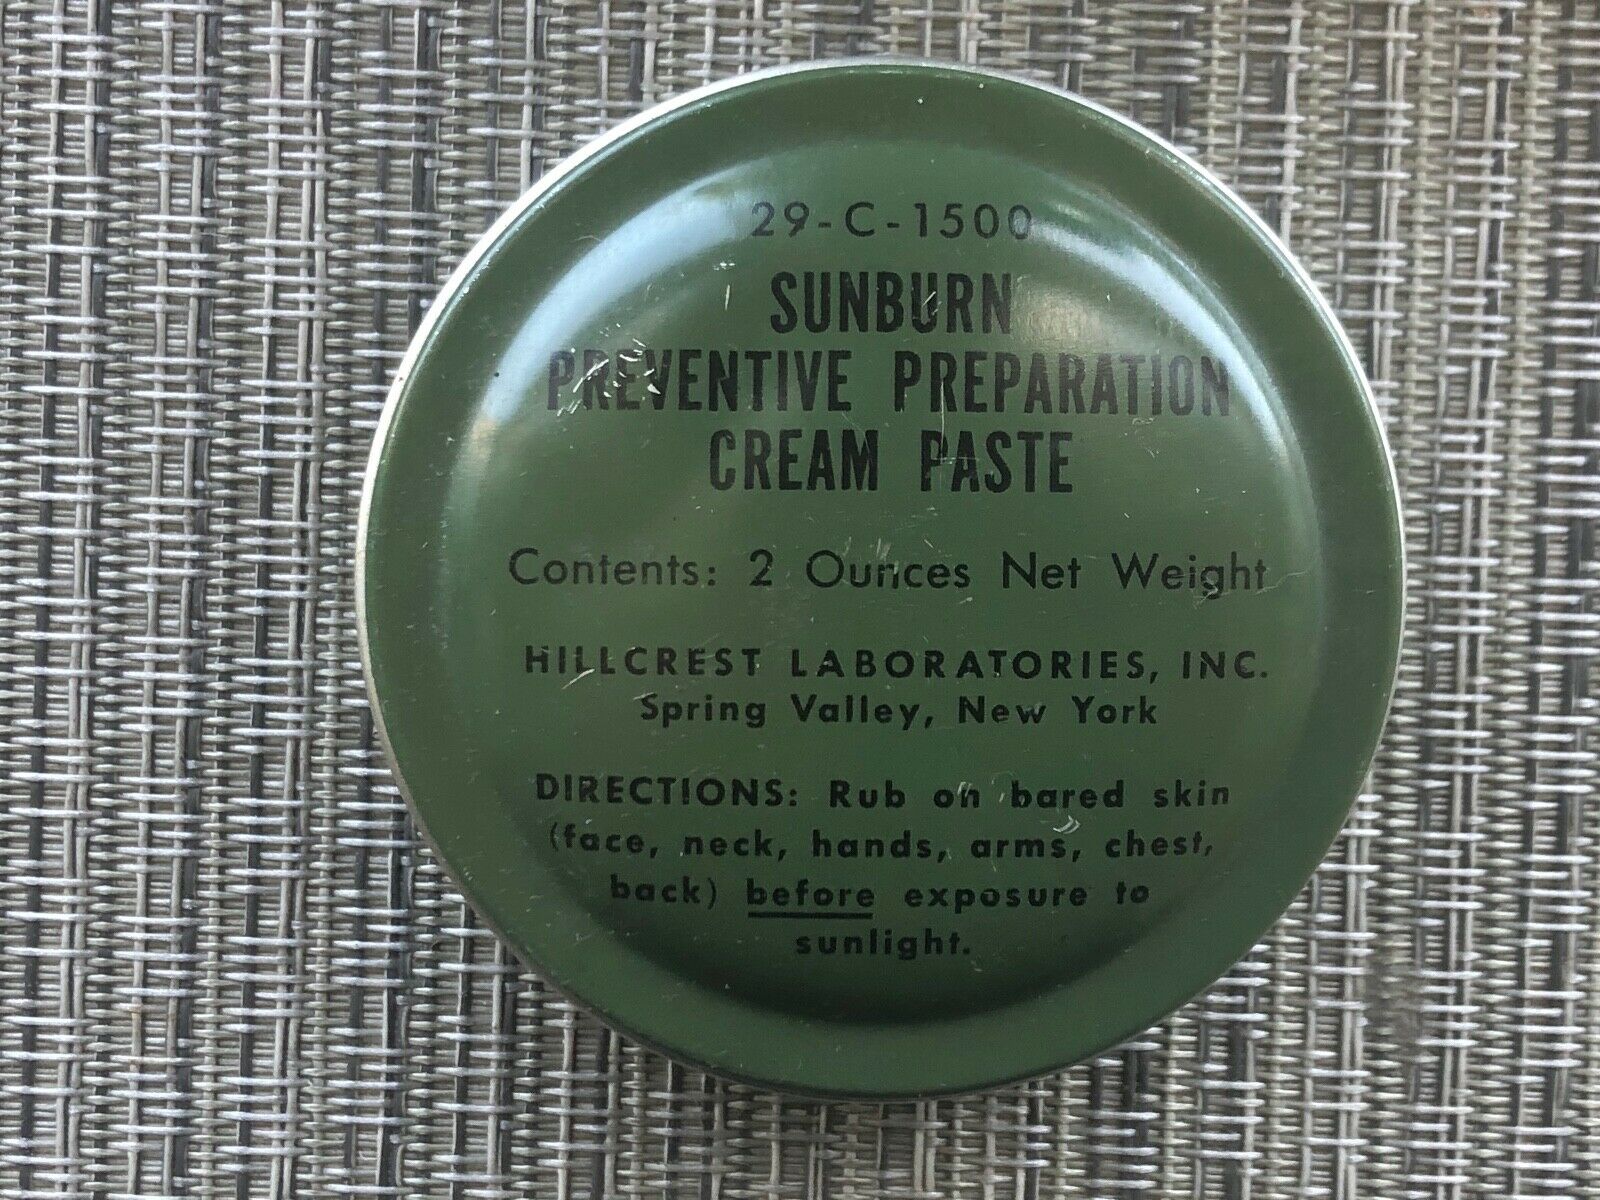 29-C-1500
SUNBURN
PREVENTIVE PREPARATION
CREAM PASTE
Contents: 2 Ounces Net Weight
HILLCREST LABORATORIES, INC.
Spring Valley, New York
DIRECTIONS: Rub on bared skin
(face, neck, hands, arms, chest,
back) before exposure to
sunlight.